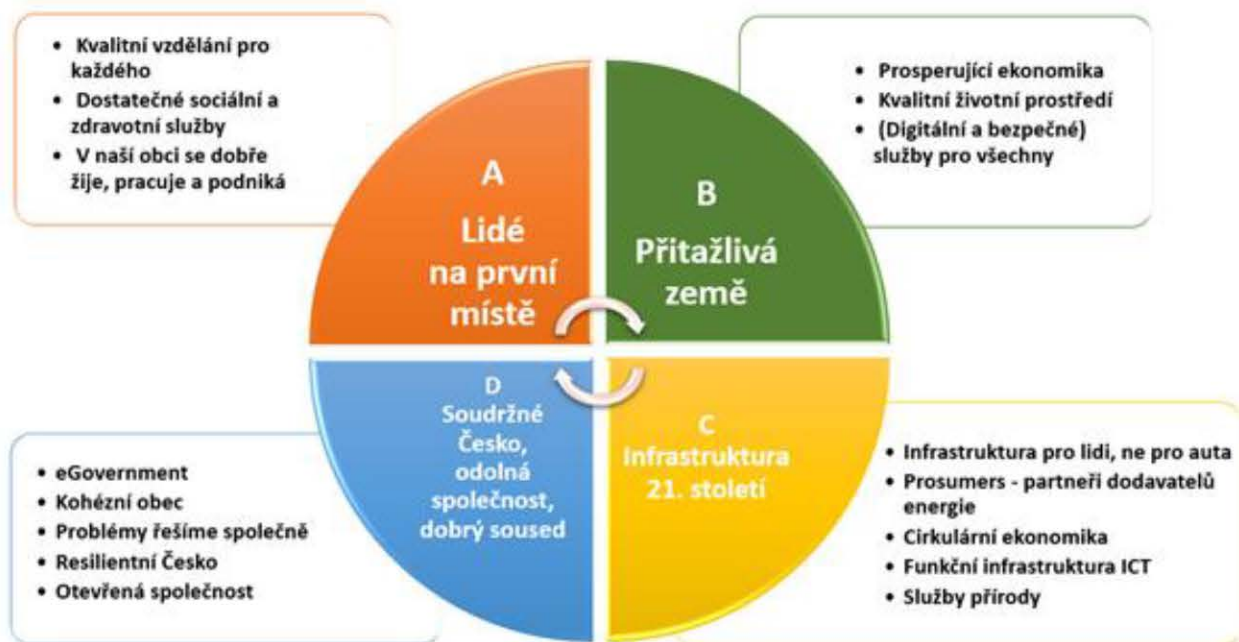 • Kvalitní vzdělání pro
každého
• Dostatečné sociální a
zdravotní služby
• V naší obci se dobře
žije, pracuje a podniká
A
Lidé
na první
místě
B
Přitažlivá
země
• Prosperující ekonomika
• Kvalitní životní prostředí
• (Digitální a bezpečné)
služby pro všechny
• eGovernment
• Kohézní obec
• Problémy řešíme společně
• Resilientní Česko
• Otevřená společnost
D
Soudržné
Česko,
odolná
společnost,
dobrý soused
C
Infrastruktura
21. století
• Infrastruktura pro lidi, ne pro auta
• Prosumers - partneři dodavatelů
energie
• Cirkulární ekonomika
• Funkční infrastruktura ICT
• Služby přírody